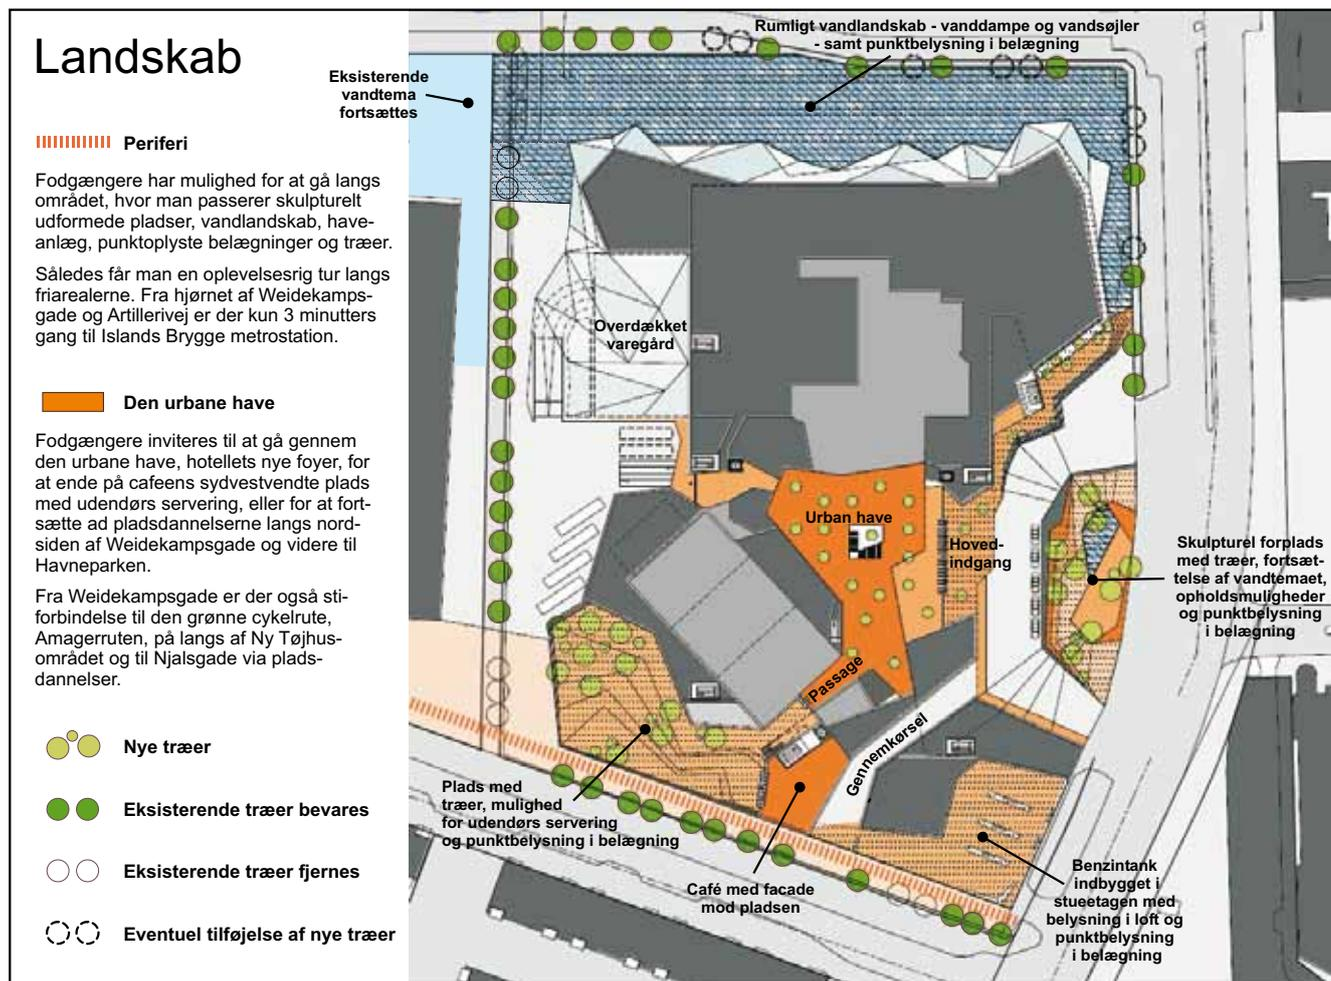 Landskab
Periferi
Fodgængere har mulighed for at gå langs
området, hvor man passerer skulpturelt
udformede pladser, vandlandskab, have-
anlæg, punktoplyste belægninger og træer.
Således får man en oplevelsesrig tur langs
friarealerne. Fra hjørnet af Weidekamps-
gade og Artillerivej er der kun 3 minutters
gang til Islands Brygge metrostation.
Den urbane have
Fodgængere inviteres til at gå gennem
den urbane have, hotellets nye foyer, for
at ende på cafeens sydvestvendte plads
med udendørs servering, eller for at fort-
sætte ad pladsdannelserne langs nord-
siden af Weidekampsgade og videre til
Havneparken.
Fra Weidekampsgade er der også sti-
forbindelse til den grønne cykelrute,
Amagerruten, på langs af Ny Tøjhus-
området og til Njalsgade via plads-
dannelser.
Nye træer
Eksisterende træer bevares
Eksisterende træer fjernes
Eventuel tilføjelse af nye træer
Eksisterende
vandtema
fortsættes
Rumligt vandlandskab - vanddampe og vandsøjler
- samt punktbelysning i belægning
Overdækket
varegård
Urban have
Hoved-
indgang
Skulpturel forplads
med træer, fortsæt-
telse af vandtemaet,
opholdsmuligheder
og punktbelysning
i belægning
Passage
Gennemkørsel
Plads med
træer, mulighed
for udendørs servering
og punktbelysning i belægning
Café med facade
mod pladsen
Benzintank
indbygget i
stueetagen med
belysning i loft og
punktbelysning
i belægning